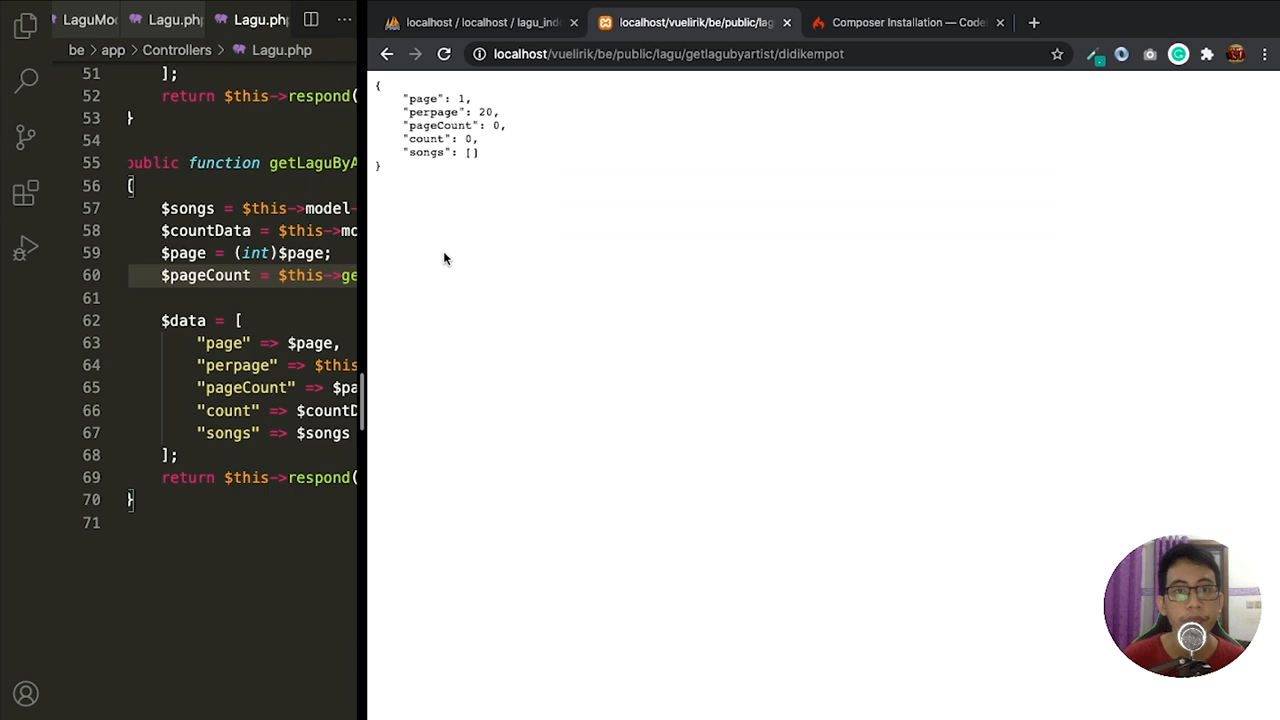 LaguMo
Lagu.php
Lagu.php
be > app > Controllers > Lagu.php
51 ];
52 return $this->respond(
53 }
54
55 public function getLaguByA
56 {
57 $songs = $this->model-
58 $countData = $this->mo
59 $page = (int)$page;
60 $pageCount = $this->ge
61
62 $data = [
63 "page" => $page,
64 "perpage" => $this
65 "pageCount" => $pa
66 "count" => $countD
67 "songs" => $songs
68 ];
69 return $this->respond(
70 }
71
localhost / localhost / lagu_ind
localhost/vuelirik/be/public/lag
Composer Installation — Codel
localhost/vuelirik/be/public/lagu/getlagubyartist/didikempot
{
"page": 1,
"perpage": 20,
"pageCount": 0,
"count": 0,
"songs": []
}